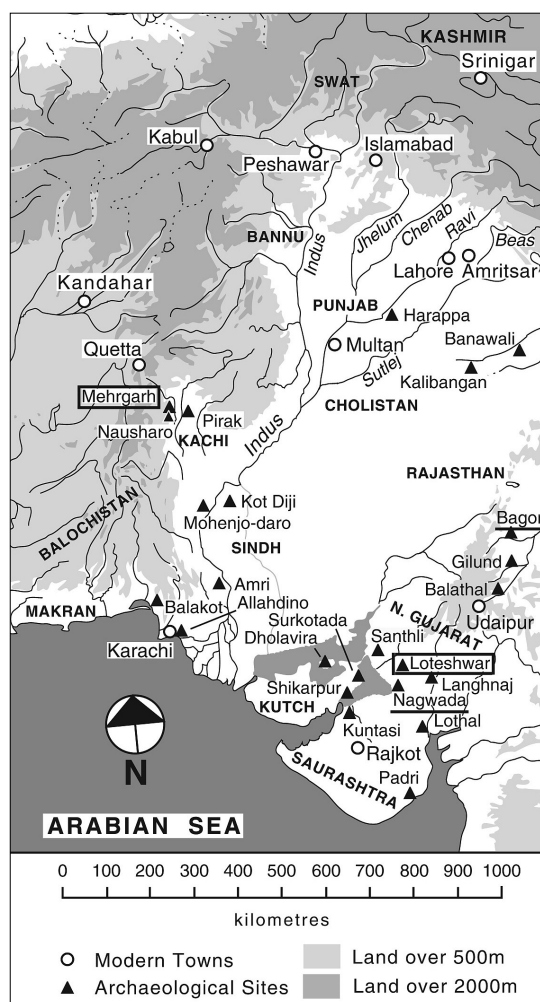 KASHMIR
Srinigar
SWAT
Kabul
Peshawar
Islamabad
BANNU
Indus
Jhelum
Chenab
Ravi
Beas
Lahore Amritsar
Kandahar
PUNJAB
Harappa
Quetta
Multan
Banawali
Sutlej
Kalibangan
Mehrgarh
CHOLISTAN
Pirak
Nausharo
KACHI
Indus
RAJASTHAN
Kot Diji
Mohenjo-daro
Bagor
BALOCHISTAN
SINDH
Gilund
Amri
Balathal
MAKRAN
Balakot
Allahdino
Udaipur
Surkotada
N. GUJARAT
Karachi
Dholavira
Santhli
Loteshwar
Shikarpur
Langhnaj
KUTCH
Nagwada
Kuntasi
Lothal
Rajkot
SAURASHTRA
Padri
N
ARABIAN SEA
0 100 200 300 400 500 600 700 800 900 1000
kilometres
Modern Towns
Land over 500m
Archaeological Sites
Land over 2000m